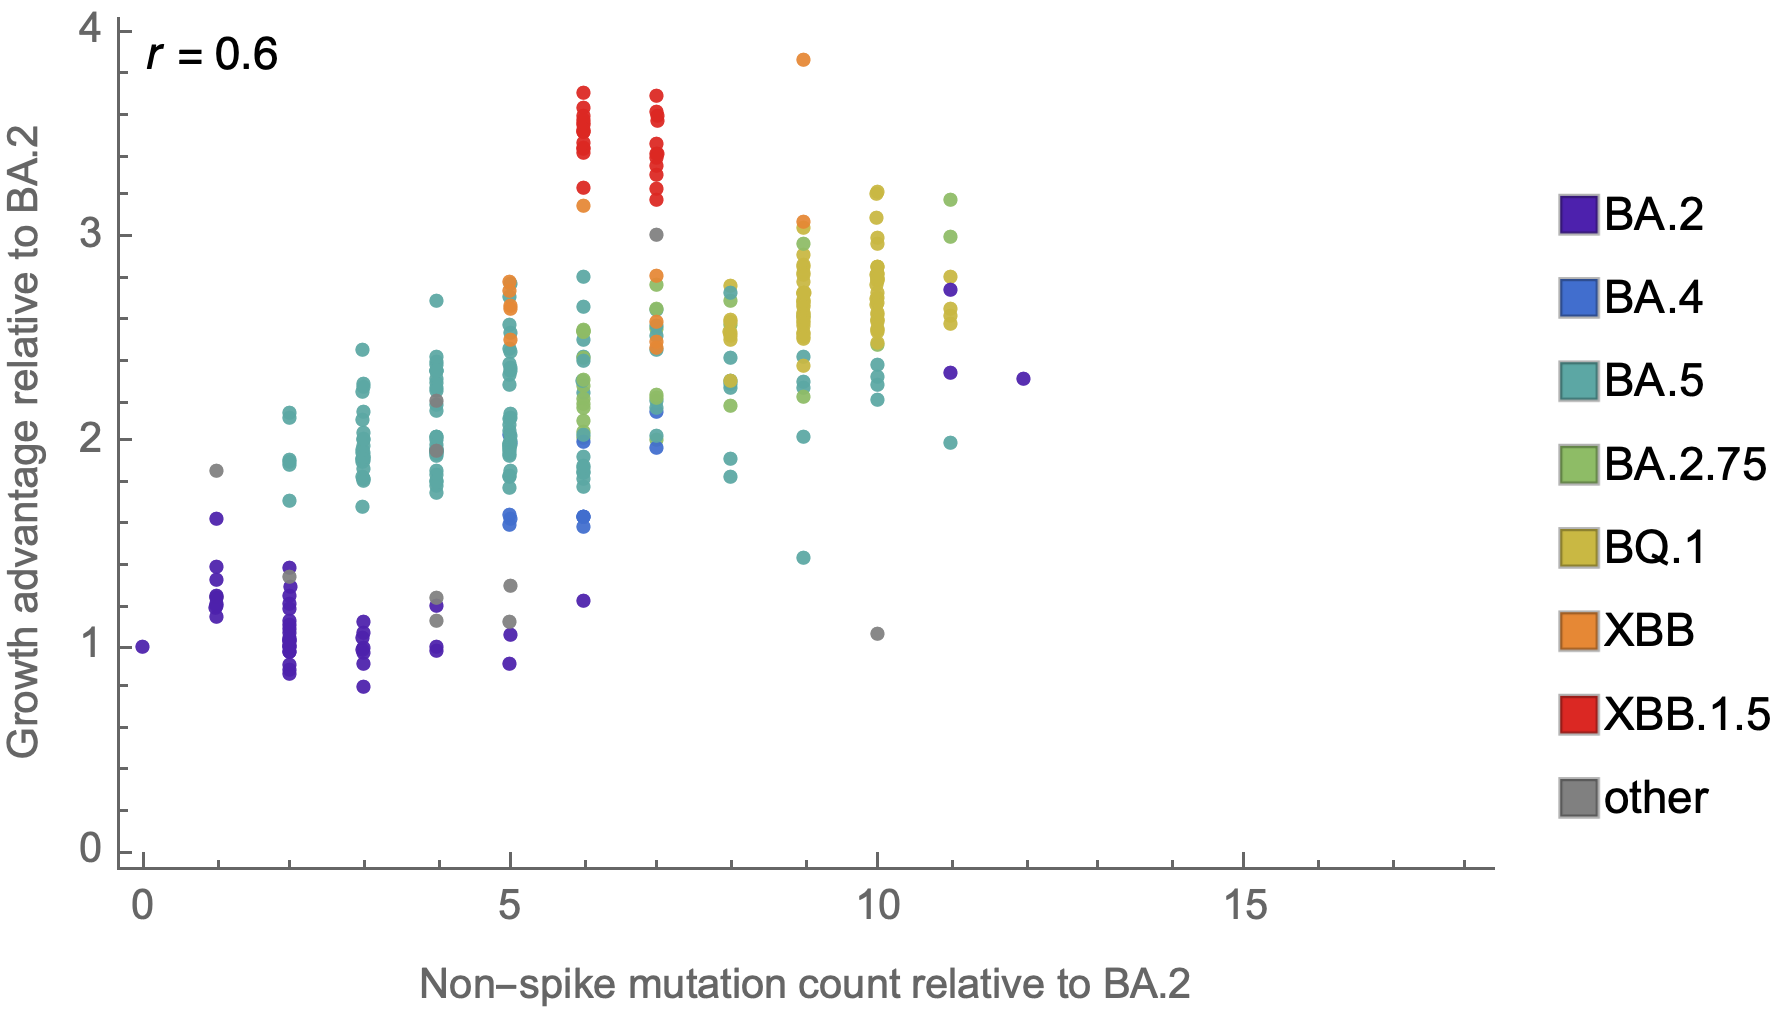 r = 0.6
Growth advantage relative to BA.2
4
3
2
1
0
0 5 10 15
Non−spike mutation count relative to BA.2
BA.2
BA.4
BA.5
BA.2.75
BQ.1
XBB
XBB.1.5
other